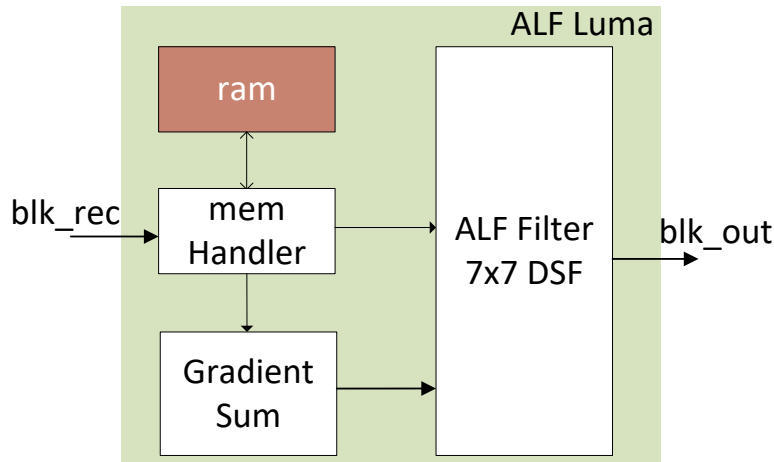 ALF Luma
ram
blk_rec
mem
Handler
ALF Filter
7x7 DSF
blk_out
Gradient
Sum